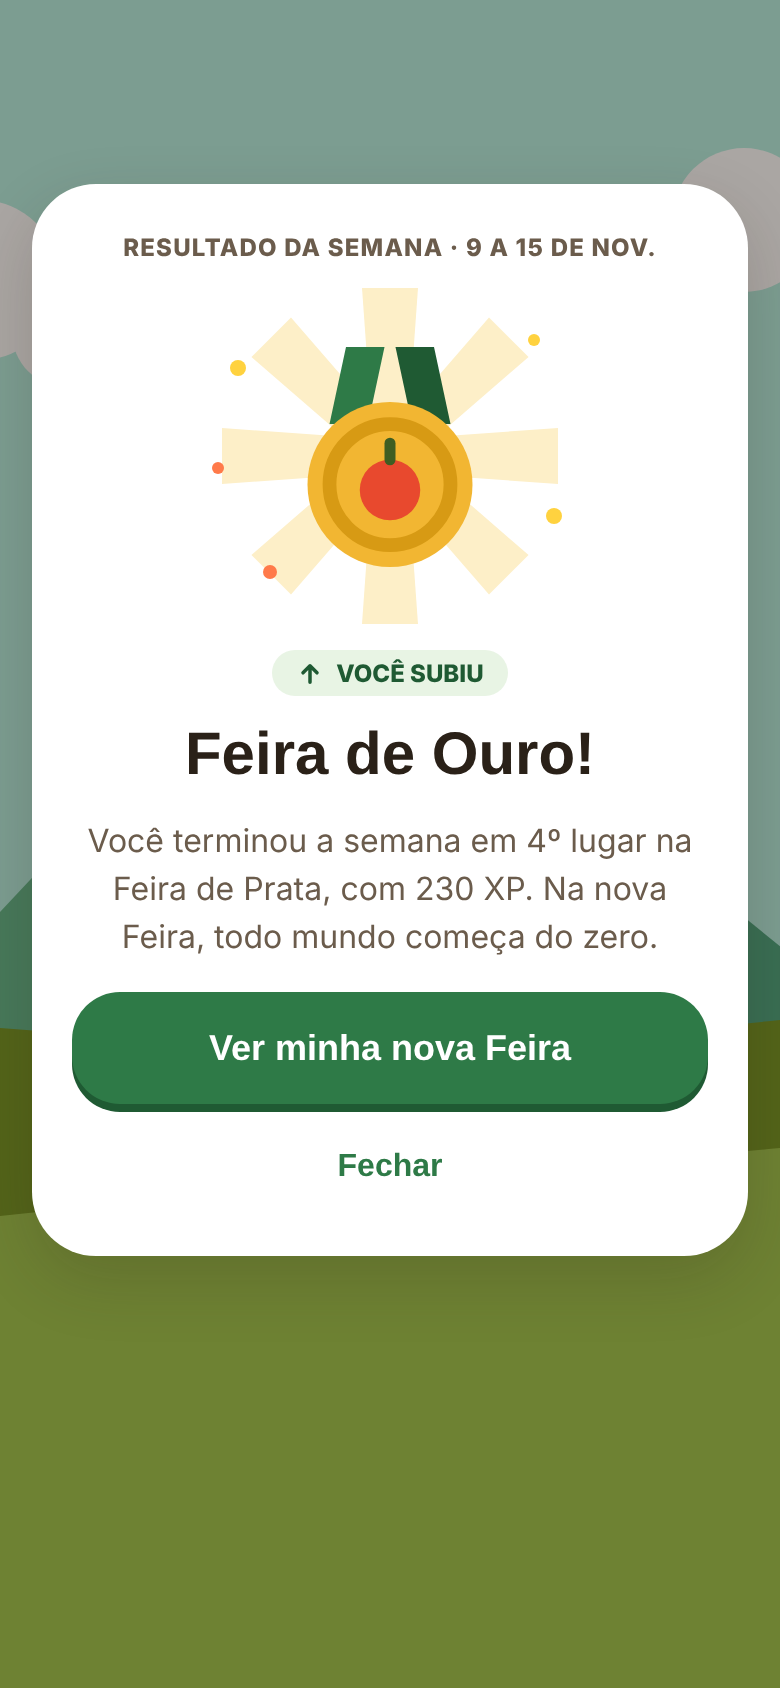 RESULTADO DA SEMANA · 9 A 15 DE NOV.
VOCÊ SUBIU
Feira de Ouro!
Você terminou a semana em 4º lugar na
Feira de Prata, com 230 XP. Na nova
Feira, todo mundo começa do zero.
Ver minha nova Feira
Fechar